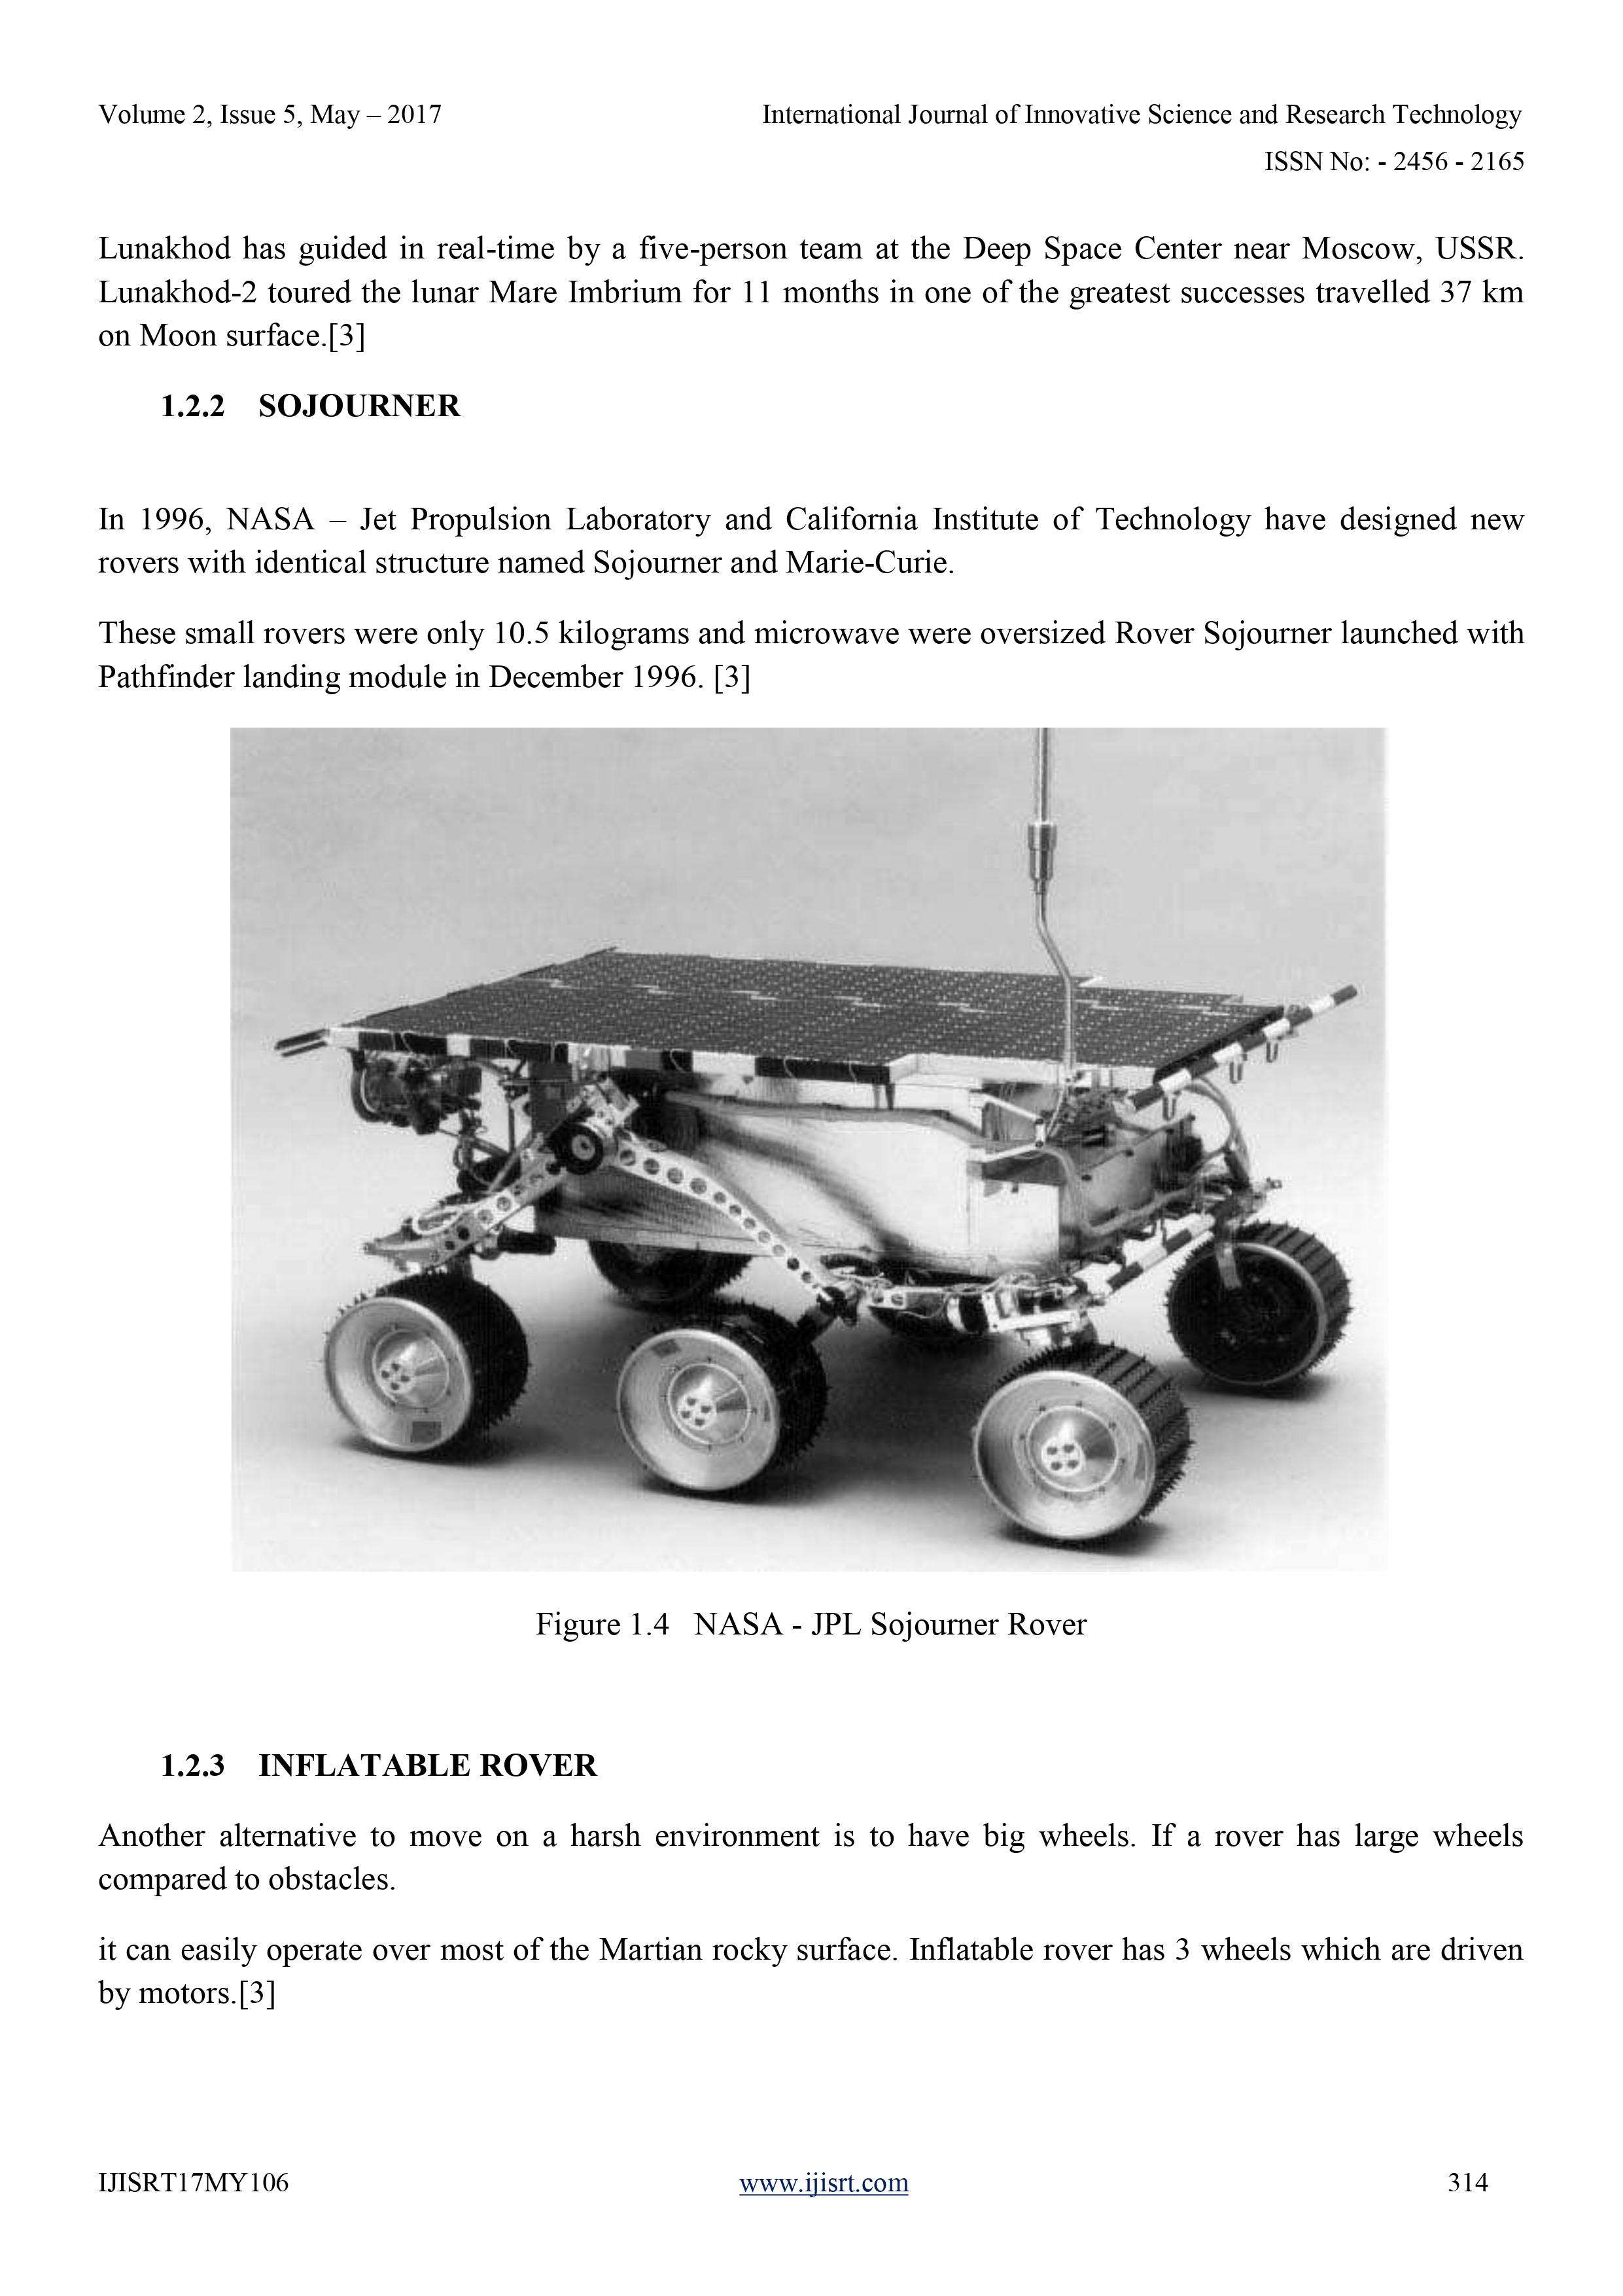 Volume 2, Issue 5, May – 2017 International Journal of Innovative Science and Research Technology
ISSN No: - 2456 - 2165
Lunakhod has guided in real-time by a five-person team at the Deep Space Center near Moscow, USSR.
Lunakhod-2 toured the lunar Mare Imbrium for 11 months in one of the greatest successes travelled 37 km
on Moon surface.[3]
1.2.2 SOJOURNER
In 1996, NASA – Jet Propulsion Laboratory and California Institute of Technology have designed new
rovers with identical structure named Sojourner and Marie-Curie.
These small rovers were only 10.5 kilograms and microwave were oversized Rover Sojourner launched with
Pathfinder landing module in December 1996. [3]
Figure 1.4 NASA - JPL Sojourner Rover
1.2.3 INFLATABLE ROVER
Another alternative to move on a harsh environment is to have big wheels. If a rover has large wheels
compared to obstacles.
it can easily operate over most of the Martian rocky surface. Inflatable rover has 3 wheels which are driven
by motors.[3]
IJISRT17MY106 www.ijisrt.com 314